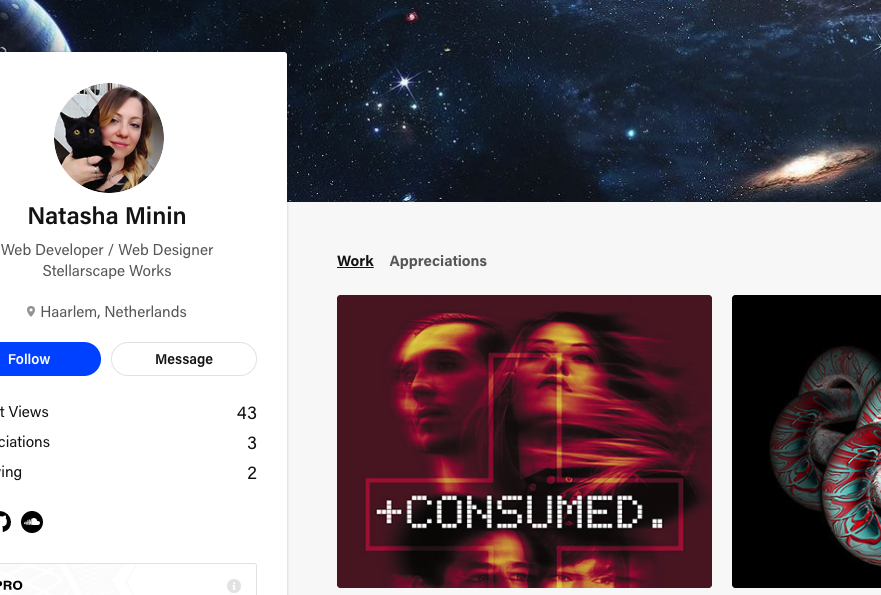 Natasha Minin
Web Developer / Web Designer
Stellarscape Works
Haarlem, Netherlands
Follow
Message
t Views
43
ciations
3
ing
2
PRO
Work
Appreciations
+CONSUMED.